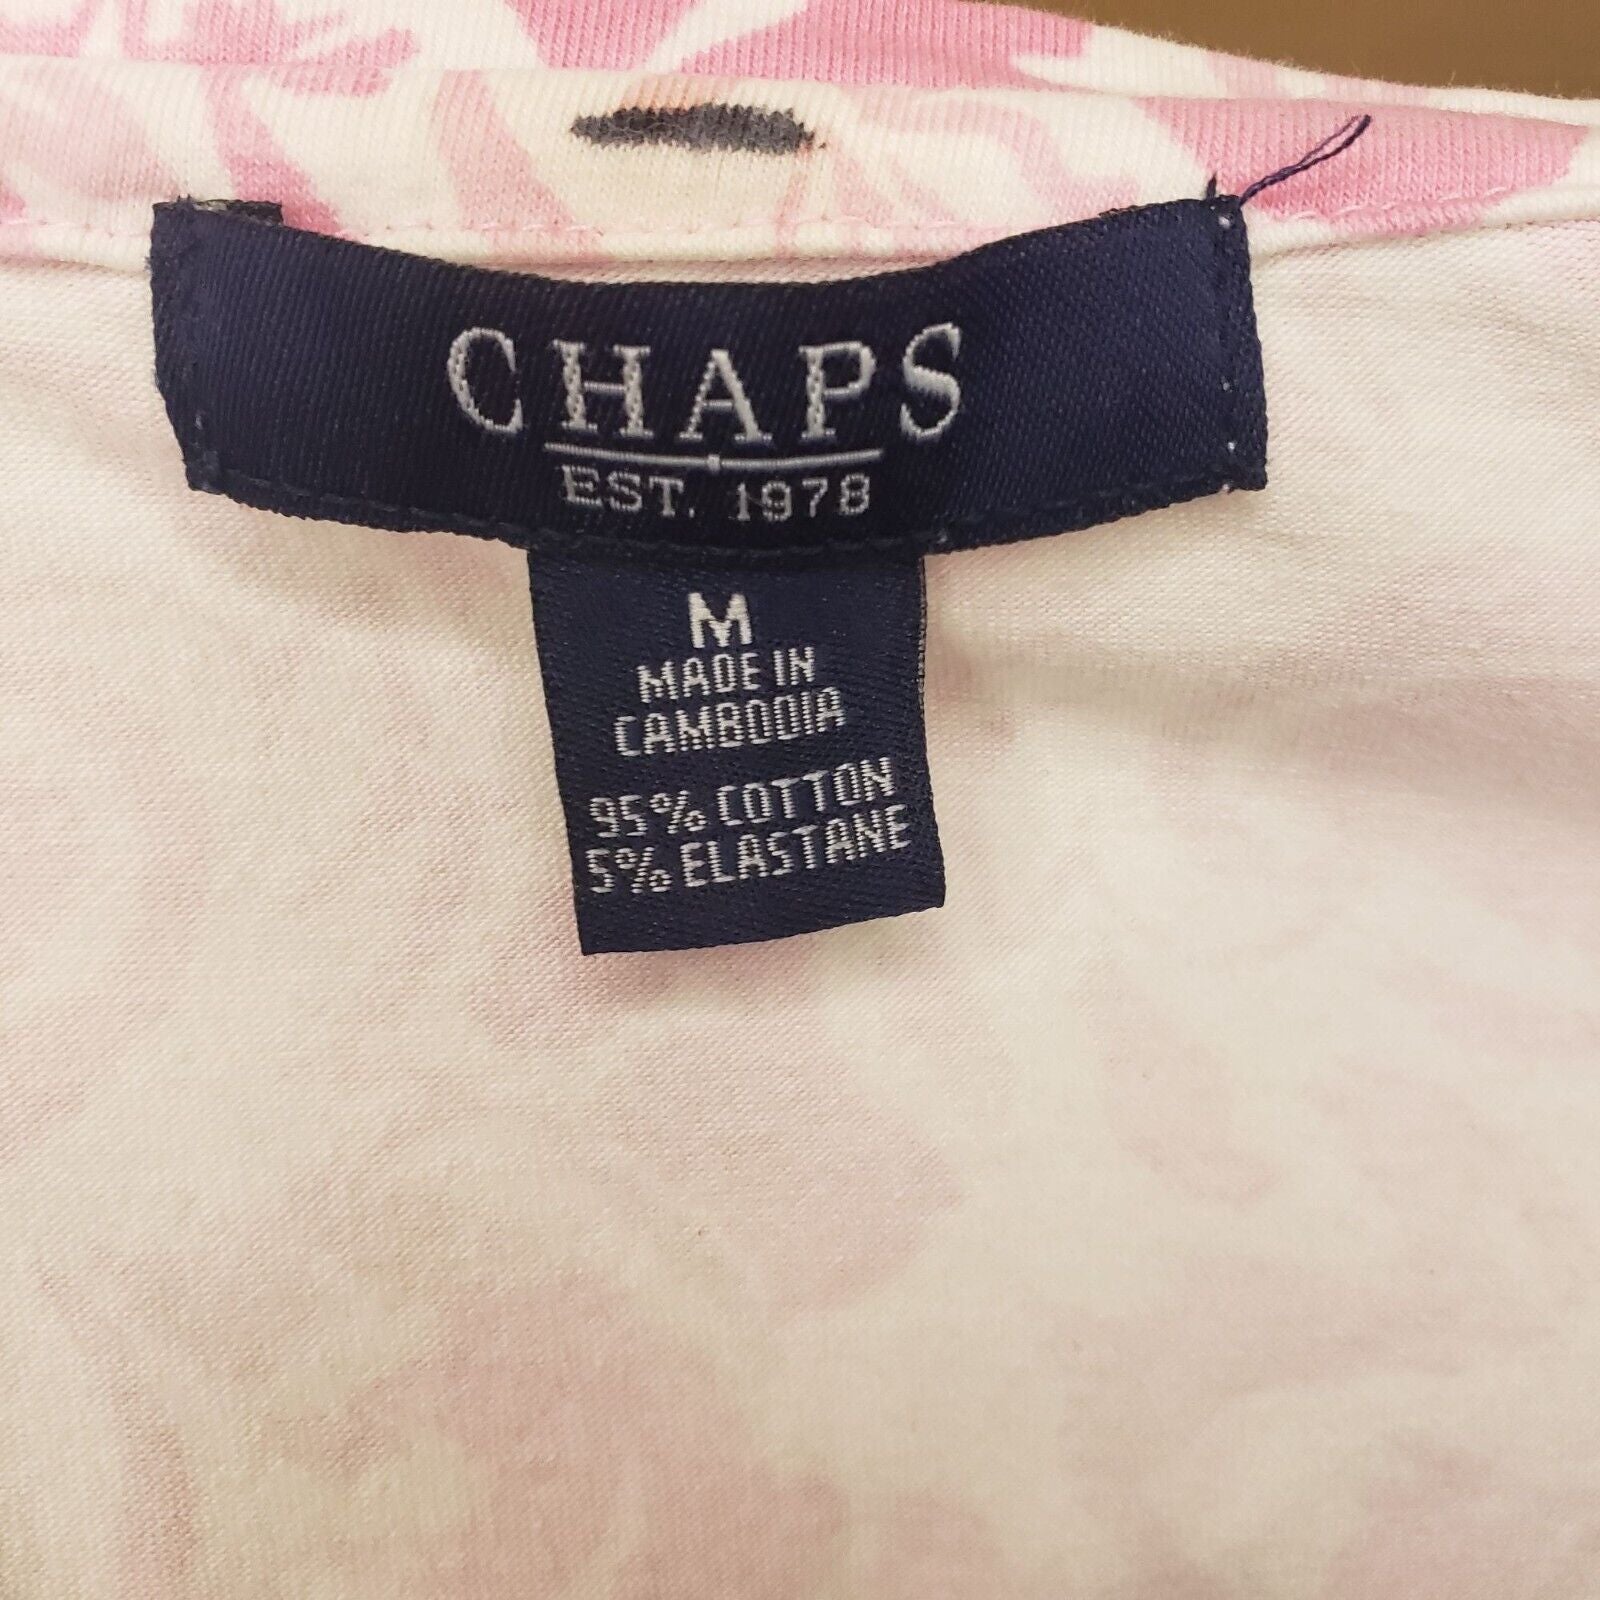 CHAPS
EST. 1978
M
MADE IN
CAMBODIA
95% COTTON
5% ELASTANE